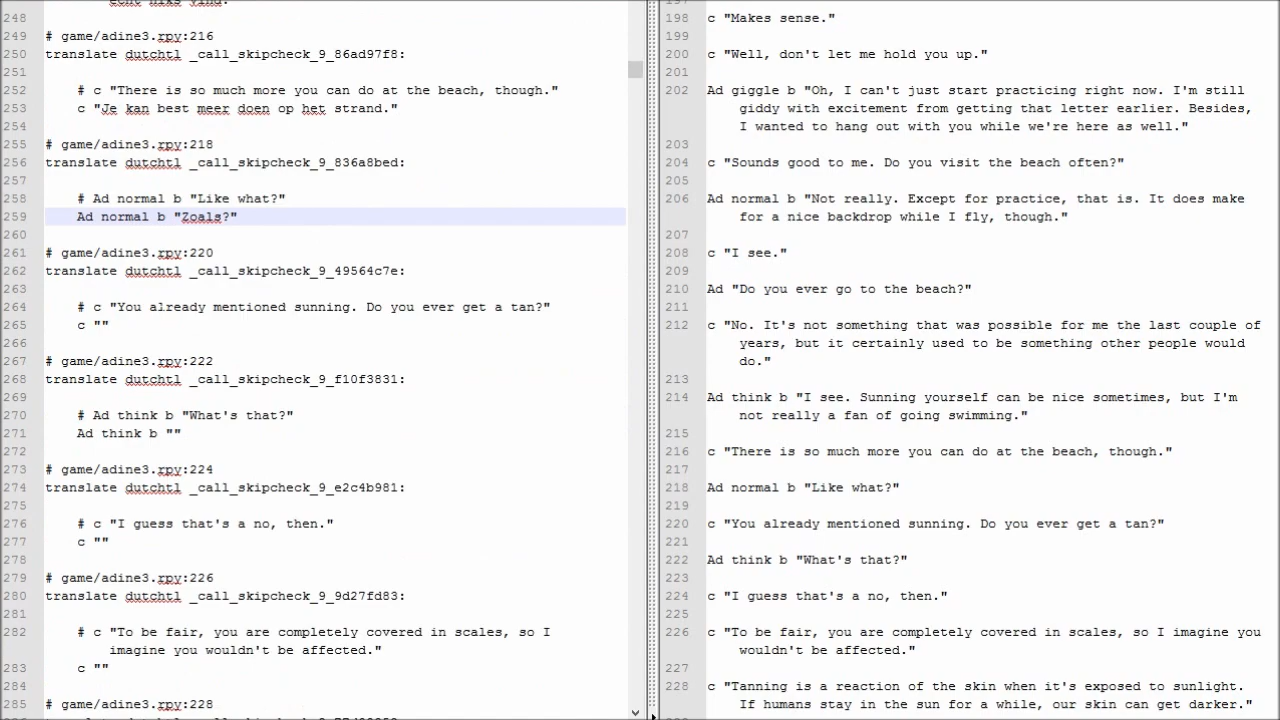 echt niks vind."
248
249 # game/adine3.rpy:216
250 translate dutchtl _call_skipcheck_9_86ad97f8:
251
252 # c "There is so much more you can do at the beach, though."
253 c "Je kan best meer doen op het strand."
254
255 # game/adine3.rpy:218
256 translate dutchtl _call_skipcheck_9_836a8bed:
257
258 # Ad normal b "Like what?"
259 Ad normal b "Zoals?"
260
261 # game/adine3.rpy:220
262 translate dutchtl _call_skipcheck_9_49564c7e:
263
264 # c "You already mentioned sunning. Do you ever get a tan?"
265 c ""
266
267 # game/adine3.rpy:222
268 translate dutchtl _call_skipcheck_9_f10f3831:
269
270 # Ad think b "What's that?"
271 Ad think b ""
272
273 # game/adine3.rpy:224
274 translate dutchtl _call_skipcheck_9_e2c4b981:
275
276 # c "I guess that's a no, then."
277 c ""
278
279 # game/adine3.rpy:226
280 translate dutchtl _call_skipcheck_9_9d27fd83:
281
282 # c "To be fair, you are completely covered in scales, so I
imagine you wouldn't be affected."
283 c ""
284
285 # game/adine3.rpy:228
197
198 c "Makes sense."
199
200 c "Well, don't let me hold you up."
201
202 Ad giggle b "Oh, I can't just start practicing right now. I'm still
giddy with excitement from getting that letter earlier. Besides,
I wanted to hang out with you while we're here as well."
203
204 c "Sounds good to me. Do you visit the beach often?"
205
206 Ad normal b "Not really. Except for practice, that is. It does make
for a nice backdrop while I fly, though."
207
208 c "I see."
209
210 Ad "Do you ever go to the beach?"
211
212 c "No. It's not something that was possible for me the last couple of
years, but it certainly used to be something other people would
do."
213
214 Ad think b "I see. Sunning yourself can be nice sometimes, but I'm
not really a fan of going swimming."
215
216 c "There is so much more you can do at the beach, though."
217
218 Ad normal b "Like what?"
219
220 c "You already mentioned sunning. Do you ever get a tan?"
221
222 Ad think b "What's that?"
223
224 c "I guess that's a no, then."
225
226 c "To be fair, you are completely covered in scales, so I imagine you
wouldn't be affected."
227
228 c "Tanning is a reaction of the skin when it's exposed to sunlight.
If humans stay in the sun for a while, our skin can get darker."